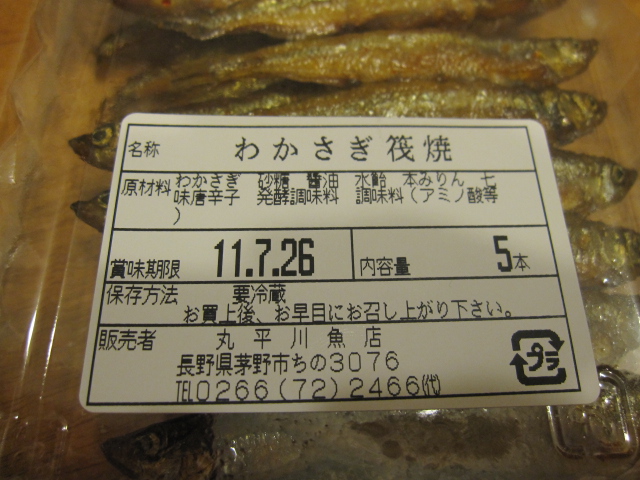 名称 わかさぎ筏焼
原材料 わかさぎ 砂糖 醤油 水飴 本みりん 七
味唐辛子 発酵調味料 調味料（アミノ酸等
）
賞味期限 11.7.26 内容量 5本
保存方法 要冷蔵
お買上後、お早目にお召し上がり下さい。
販売者 丸平川魚店
長野県茅野市ちの3076
TEL0266（72）2466㈹
プラ